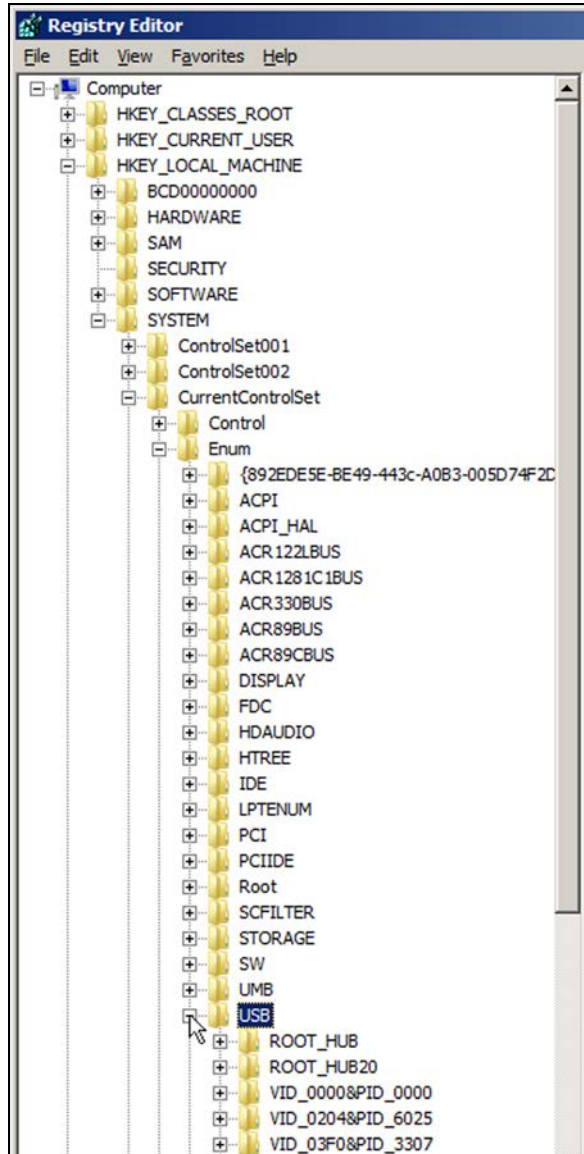 Registry Editor
File Edit View Favorites Help
Computer
HKEY_CLASSES_ROOT
HKEY_CURRENT_USER
HKEY_LOCAL_MACHINE
BCD00000000
HARDWARE
SAM
SECURITY
SOFTWARE
SYSTEM
ControlSet001
ControlSet002
CurrentControlSet
Control
Enum
{892EDE5E-BE49-443c-A0B3-005D74F2D
ACPI
ACPI_HAL
ACR122LBUS
ACR1281C1BUS
ACR330BUS
ACR89BUS
ACR89CBUS
DISPLAY
FDC
HDAUDIO
HTREE
IDE
LPTENUM
PCI
PCIIDE
Root
SCFILTER
STORAGE
SW
UMB
USB
ROOT_HUB
ROOT_HUB20
VID_0000&PID_0000
VID_0204&PID_6025
VID_03F0&PID_3307